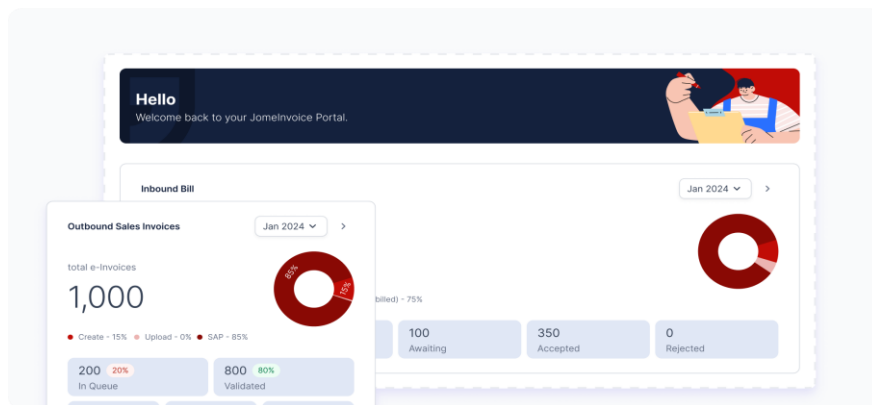 Hello
Welcome back to your JomeInvoice Portal.
Inbound Bill
Jan 2024
Outbound Sales Invoices
Jan 2024
total e-Invoices
1,000
85%
15%
Create - 15% Upload - 0% SAP - 85%
200 20%
In Queue
800 80%
Validated
billed) - 75%
100
Awaiting
350
Accepted
0
Rejected